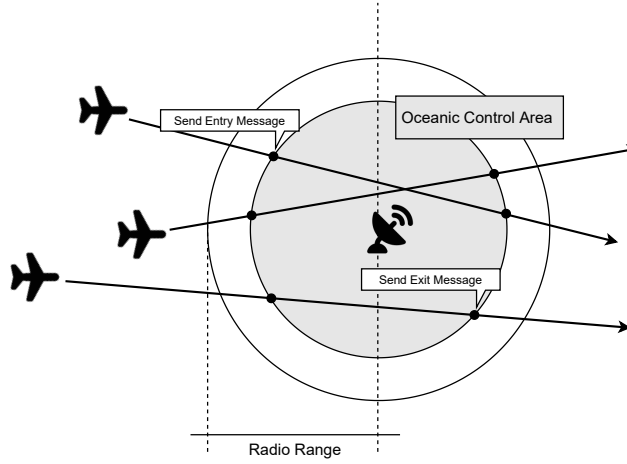 Send Entry Message
Oceanic Control Area
Send Exit Message
Radio Range